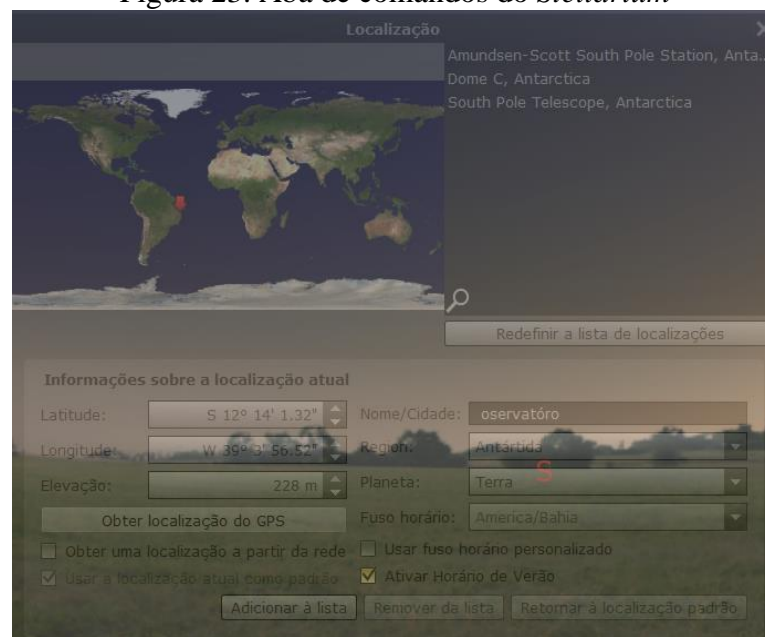 Figura 23: Aba de comandos do Stellarium
Localização
Amundsen-Scott South Pole Station, Anta..
Dome C, Antarctica
South Pole Telescope, Antarctica
Redefinir a lista de localizações
Informações sobre a localização atual
Latitude: S 12° 14' 1.32" Nome/Cidade: oservatóro
Longitude: W 39° 3' 56.52" Region: Antártida
Elevação: 228 m Planeta: Terra
S
Obter localização do GPS Fuso horário: America/Bahia
Obter uma localização a partir da rede Usar fuso horário personalizado
Usar a localização atual como padrão Ativar Horário de Verão
Adicionar à lista Remover da lista Retornar à localização padrão